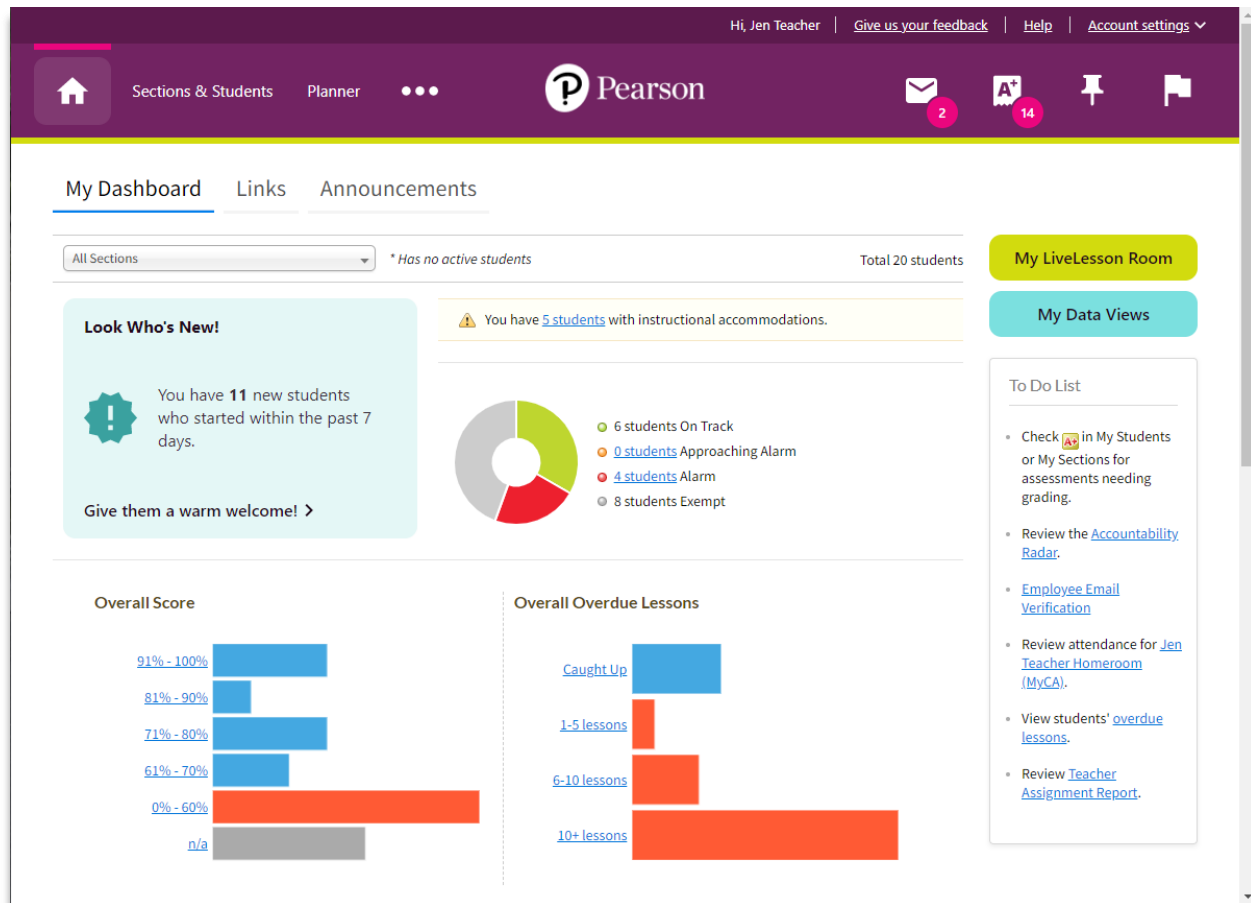 Hi, Jen Teacher
Give us your feedback
Help
Account settings
Sections & Students
Planner
Pearson
2
A+
14
My Dashboard
Links
Announcements
All Sections
* Has no active students
Total 20 students
My LiveLesson Room
My Data Views
Look Who's New!
You have 11 new students
who started within the past 7
days.
Give them a warm welcome!
You have 5 students with instructional accommodations.
6 students On Track
0 students Approaching Alarm
4 students Alarm
8 students Exempt
To Do List
Check A+ in My Students
or My Sections for
assessments needing
grading.
Review the Accountability
Radar.
Employee Email
Verification
Review attendance for Jen
Teacher Homeroom
(MyCA).
View students' overdue
lessons.
Review Teacher
Assignment Report.
Overall Score
91% - 100%
81% - 90%
71% - 80%
61% - 70%
0% - 60%
n/a
Overall Overdue Lessons
Caught Up
1-5 lessons
6-10 lessons
10+ lessons